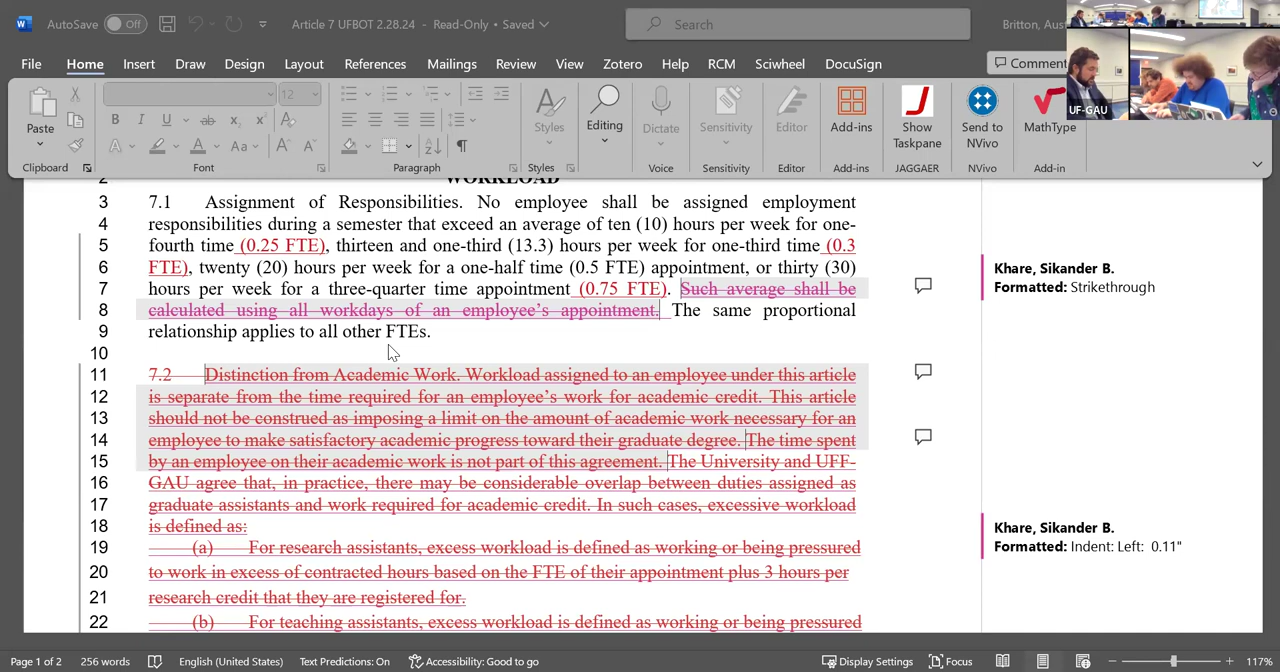 AutoSave Off Article 7 UFBOT 2.28.24 - Read-Only • Saved Search Britton,
File Home Insert Draw Design Layout References Mailings Review View Zotero Help RCM Sciwheel DocuSign Comment
UF-GAU
12
Paste Styles Editing Dictate Sensitivity Editor Add-ins Show Taskpane Send to NVivo MathType
Clipboard Font Paragraph Styles Voice Sensitivity Editor Add-ins JAGGAER NVivo Add-in
2 WORKLOAD
3 7.1 Assignment of Responsibilities. No employee shall be assigned employment
4 responsibilities during a semester that exceed an average of ten (10) hours per week for one-
5 fourth time (0.25 FTE), thirteen and one-third (13.3) hours per week for one-third time (0.3
6 FTE), twenty (20) hours per week for a one-half time (0.5 FTE) appointment, or thirty (30)
7 hours per week for a three-quarter time appointment (0.75 FTE). Such average shall be
8 calculated using all workdays of an employee's appointment. The same proportional
9 relationship applies to all other FTEs.
10
11 7.2 Distinction from Academic Work. Workload assigned to an employee under this article
12 is separate from the time required for an employee's work for academic credit. This article
13 should not be construed as imposing a limit on the amount of academic work necessary for an
14 employee to make satisfactory academic progress toward their graduate degree. The time spent
15 by an employee on their academic work is not part of this agreement. The University and UFF-
16 GAU agree that, in practice, there may be considerable overlap between duties assigned as
17 graduate assistants and work required for academic credit. In such cases, excessive workload
18 is defined as:
19 (a) For research assistants, excess workload is defined as working or being pressured
20 to work in excess of contracted hours based on the FTE of their appointment plus 3 hours per
21 research credit that they are registered for.
22 (b) For teaching assistants, excess workload is defined as working or being pressured
Khare, Sikander B.
Formatted: Strikethrough
Khare, Sikander B.
Formatted: Indent: Left: 0.11"
Page 1 of 2 256 words English (United States) Text Predictions: On Accessibility: Good to go Display Settings Focus 117%